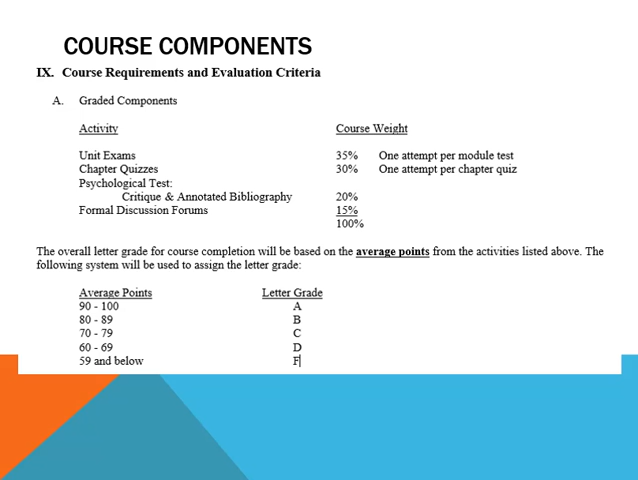 COURSE COMPONENTS
IX. Course Requirements and Evaluation Criteria
A. Graded Components
Activity Course Weight
Unit Exams 35% One attempt per module test
Chapter Quizzes 30% One attempt per chapter quiz
Psychological Test:
Critique & Annotated Bibliography 20%
Formal Discussion Forums 15%
100%
The overall letter grade for course completion will be based on the average points from the activities listed above. The
following system will be used to assign the letter grade:
Average Points Letter Grade
90 - 100 A
80 - 89 B
70 - 79 C
60 - 69 D
59 and below F